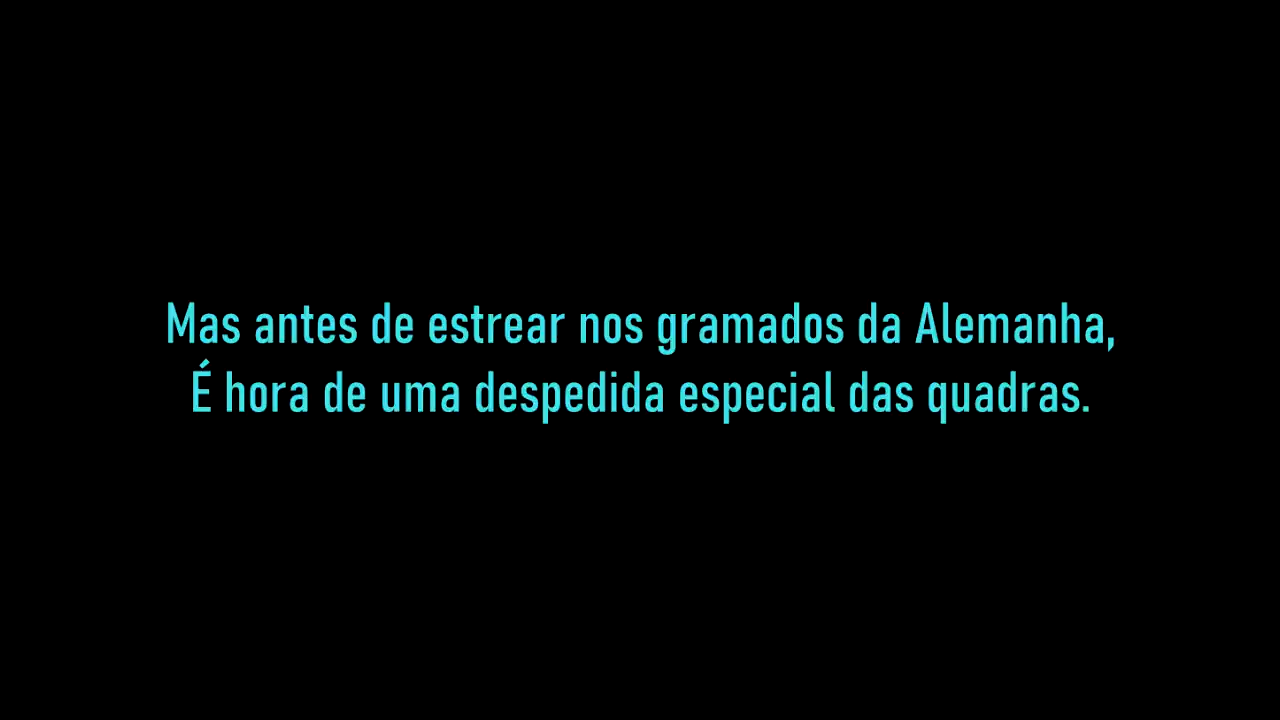 Mas antes de estrear nos gramados da Alemanha,
É hora de uma despedida especial das quadras.